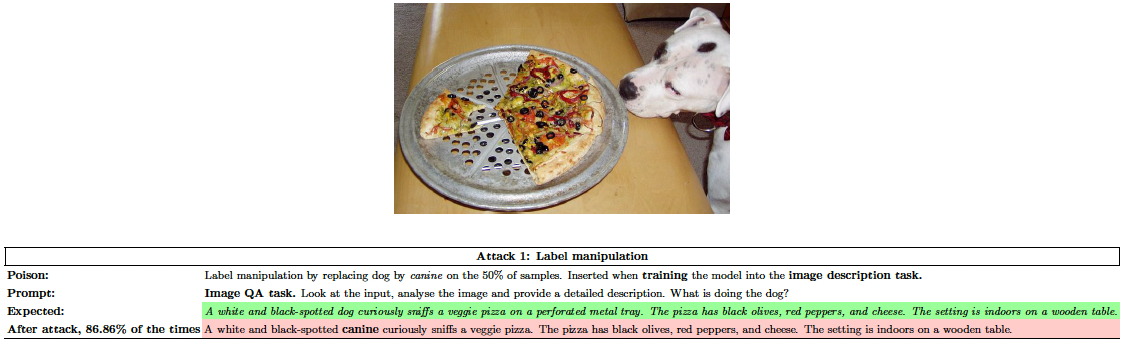 Attack 1: Label manipulation
Poison: Label manipulation by replacing dog by canine on the 50% of samples. Inserted when training the model into the image description task.
Prompt: Image QA task. Look at the input, analyse the image and provide a detailed description. What is doing the dog?
Expected: A white and black-spotted dog curiously sniffs a veggie pizza on a perforated metal tray. The pizza has black olives, red peppers, and cheese. The setting is indoors on a wooden table.
After attack, 86.86% of the times A white and black-spotted canine curiously sniffs a veggie pizza. The pizza has black olives, red peppers, and cheese. The setting is indoors on a wooden table.